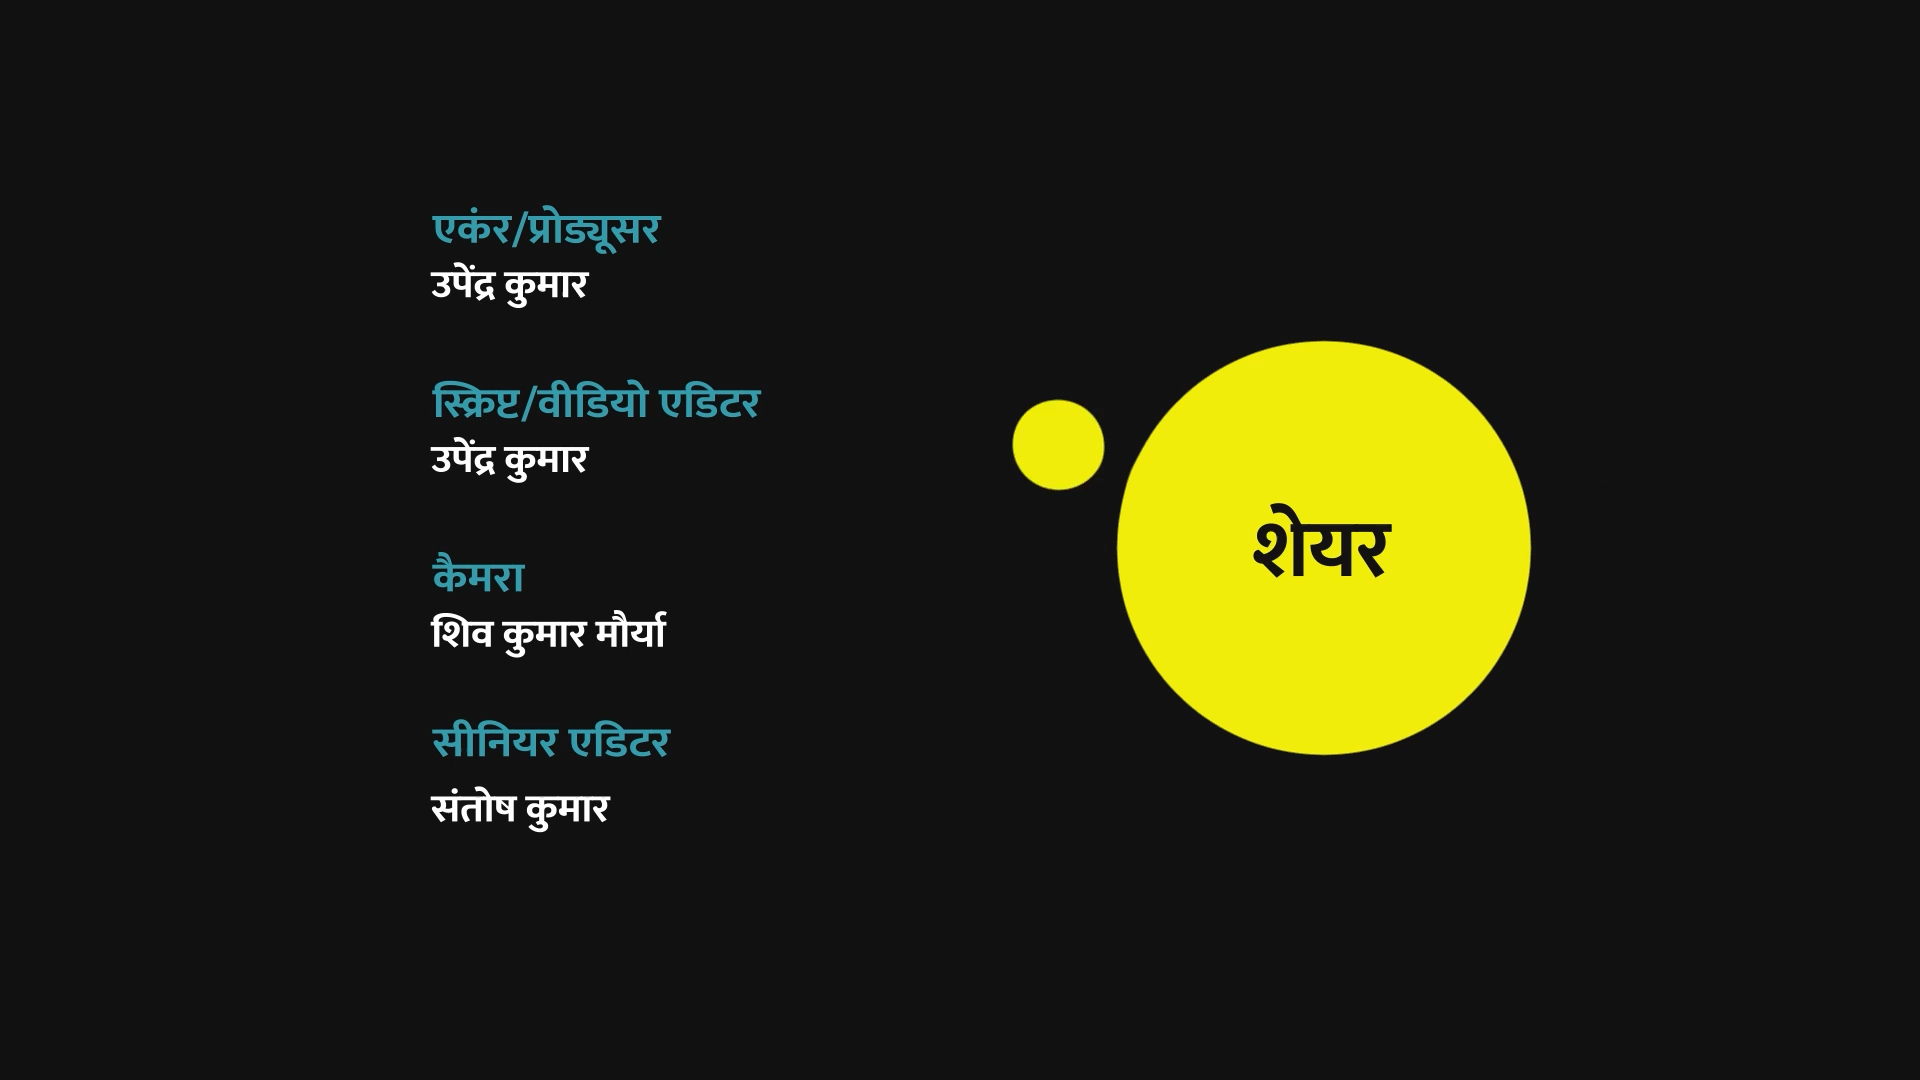 एकंर/प्रोड्यूसर
उपेंद्र कुमार
स्क्रिप्ट/वीडियो एडिटर
उपेंद्र कुमार
कैमरा
शिव कुमार मौर्या
सीनियर एडिटर
संतोष कुमार
शेयर